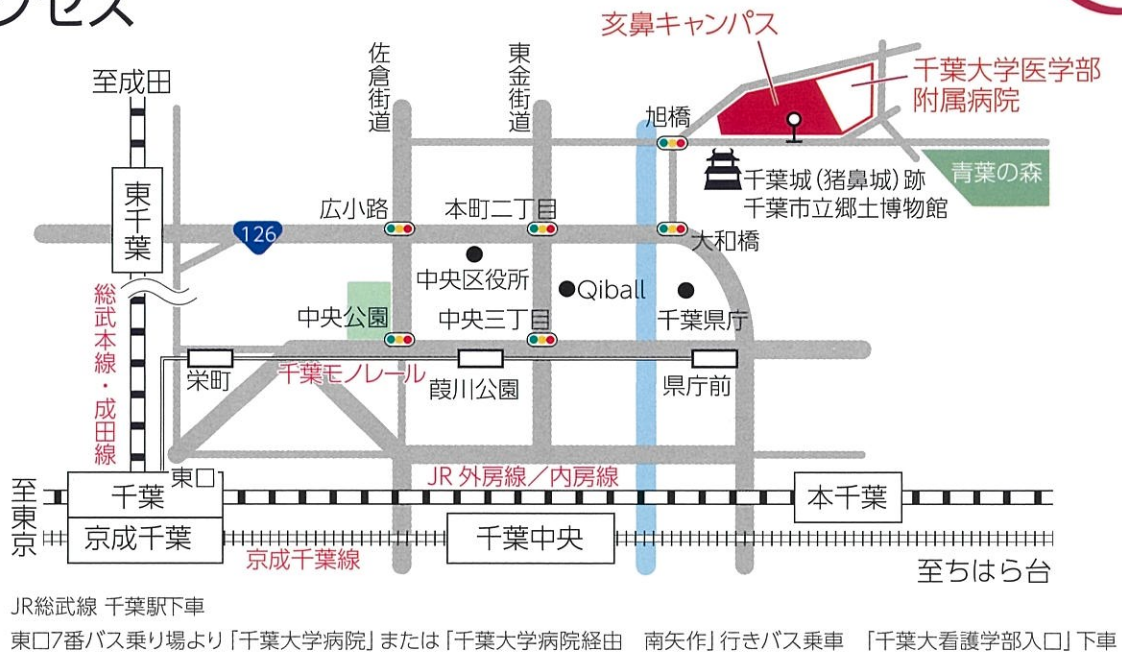 クセス
亥鼻キャンパス
千葉大学医学部
附属病院
至成田
佐倉街道
東金街道
旭橋
東千葉
千葉城（猪鼻城）跡
千葉市立郷土博物館
青葉の森
126
広小路
本町二丁目
大和橋
中央区役所
Qiball
千葉県庁
総武本線・成田線
中央公園
中央三丁目
栄町
千葉モノレール
葭川公園
県庁前
東口
JR 外房線／内房線
至東京
千葉
本千葉
京成千葉
京成千葉線
千葉中央
至ちはら台
JR総武線 千葉駅下車
東口7番バス乗り場より「千葉大学病院」または「千葉大学病院経由　南矢作」行きバス乗車　「千葉大看護学部入口」下車